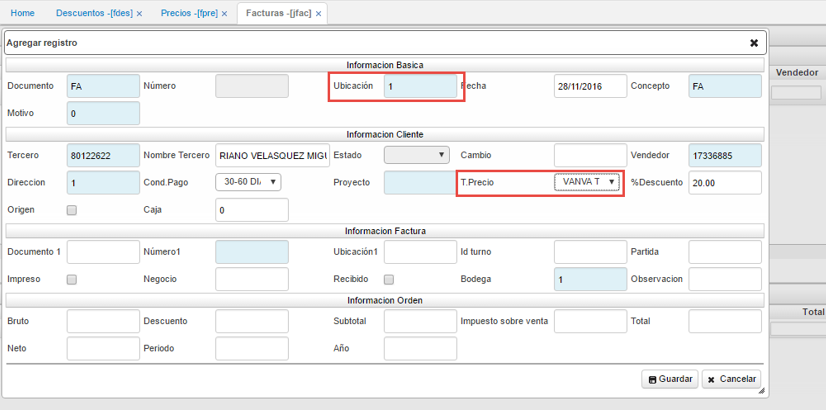 Home Descuentos -[fdes] × Precios -[fpre] × Facturas -[jfac] ×
Agregar registro
Informacion Basica
Documento FA Número Ubicación 1 Fecha 28/11/2016 Concepto FA
Vendedor
Motivo 0
Informacion Cliente
Tercero 80122622 Nombre Tercero RIANO VELASQUEZ MIGU Estado Cambio Vendedor 17336885
Direccion 1 Cond.Pago 30-60 DI Proyecto T.Precio VANVA T %Descuento 20.00
Origen Caja 0
Informacion Factura
Documento 1 Número1 Ubicación1 Id turno Partida
Impreso Negocio Recibido Bodega 1 Observacion
Informacion Orden
Total
Bruto Descuento Subtotal Impuesto sobre venta Total
Neto Periodo Año
Guardar Cancelar